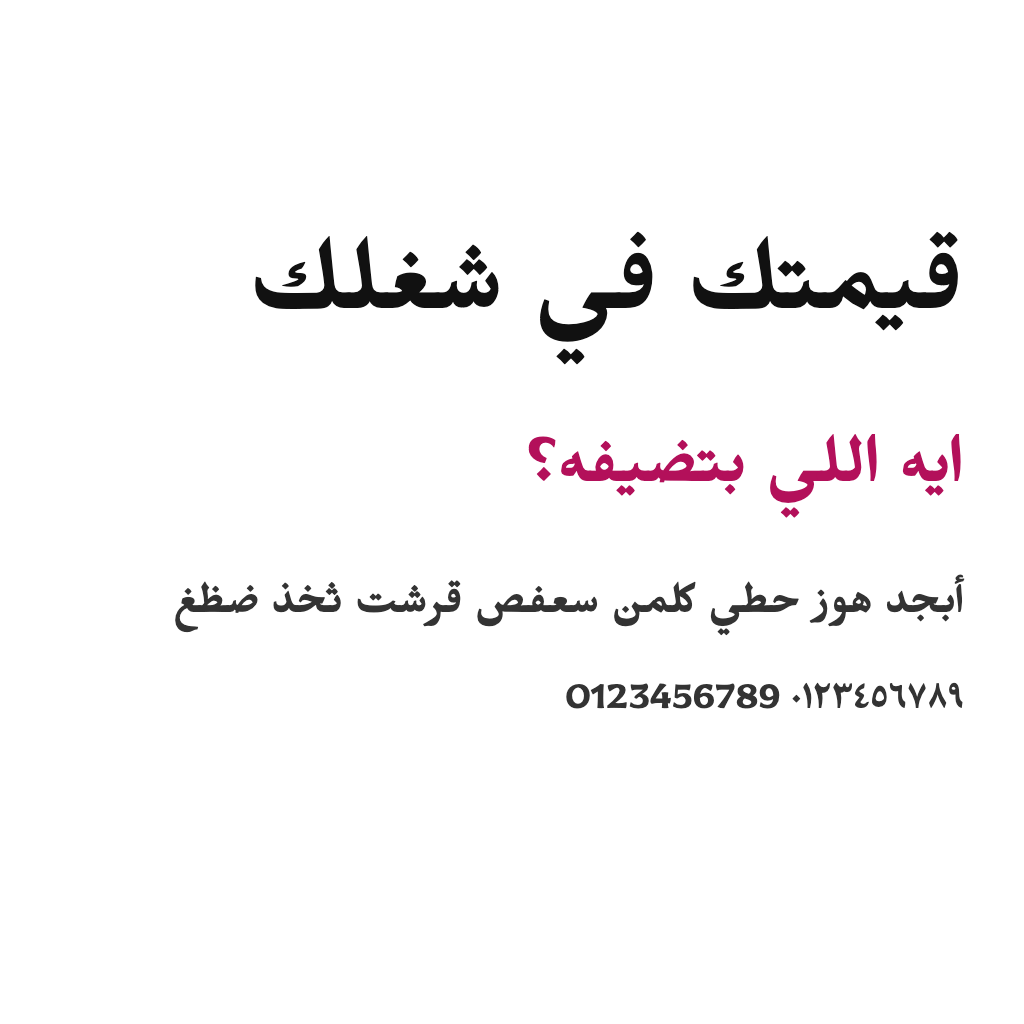 قيمتك في شغلك
ايه اللي بتضيفه؟
أبجد هوز حطي كلمن سعفص قرشت ثخذ ضظغ
0123456789 ٠١٢٣٤٥٦٧٨٩